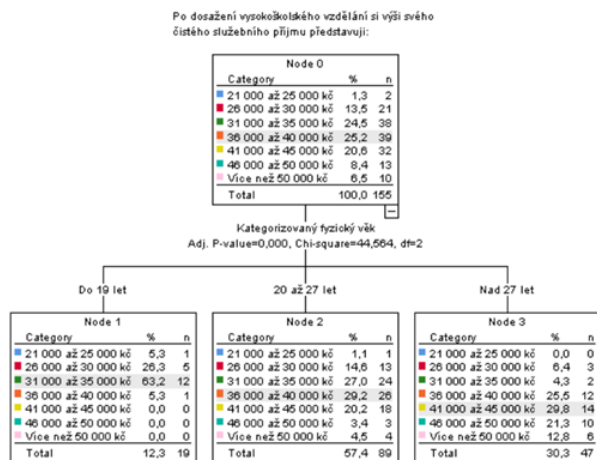 Po dosažení vysokoškolského vzdělání si výši svého
čistého služebního příjmu představuji:
Node 0
Category % n
21 000 až 25 000 kč 1,3 2
26 000 až 30 000 kč 13,5 21
31 000 až 35 000 kč 24,5 38
36 000 až 40 000 kč 25,2 39
41 000 až 45 000 kč 20,6 32
46 000 až 50 000 kč 8,4 13
Více než 50 000 kč 6,5 10
Total 100,0 155
Kategorizovaný fyzický věk
Adj. P-value=0,000, Chi-square=44,564, df=2
Do 19 let
Node 1
Category % n
21 000 až 25 000 kč 5,3 1
26 000 až 30 000 kč 26,3 5
31 000 až 35 000 kč 63,2 12
36 000 až 40 000 kč 5,3 1
41 000 až 45 000 kč 0,0 0
46 000 až 50 000 kč 0,0 0
Více než 50 000 kč 0,0 0
Total 12,3 19
20 až 27 let
Node 2
Category % n
21 000 až 25 000 kč 1,1 1
26 000 až 30 000 kč 14,6 13
31 000 až 35 000 kč 27,0 24
36 000 až 40 000 kč 29,2 26
41 000 až 45 000 kč 20,2 18
46 000 až 50 000 kč 3,4 3
Více než 50 000 kč 4,5 4
Total 57,4 89
Nad 27 let
Node 3
Category % n
21 000 až 25 000 kč 0,0 0
26 000 až 30 000 kč 6,4 3
31 000 až 35 000 kč 4,3 2
36 000 až 40 000 kč 25,5 12
41 000 až 45 000 kč 29,8 14
46 000 až 50 000 kč 21,3 10
Více než 50 000 kč 12,8 6
Total 30,3 47